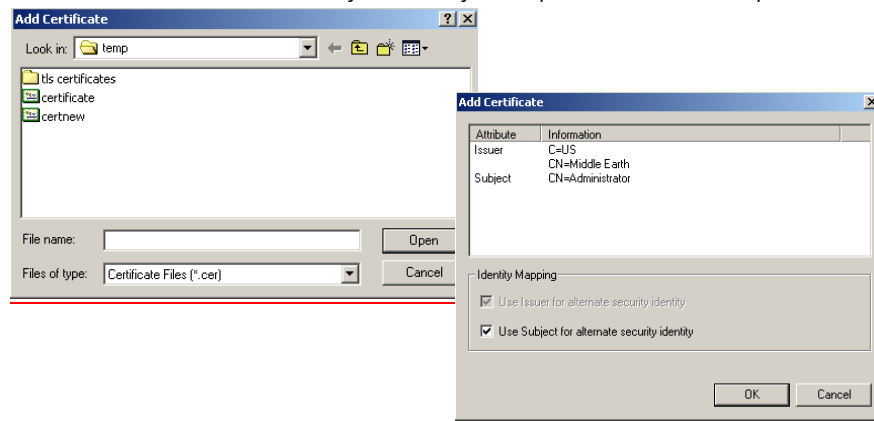 Add Certificate
Look in: temp
tls certificates
certificate
certnew
File name:
Open
Files of type: Certificate Files (*.cer)
Cancel
Add Certificate
Attribute Information
Issuer C=US
CN=Middle Earth
Subject CN=Administrator
Identity Mapping
Use Issuer for alternate security identity
Use Subject for alternate security identity
OK Cancel